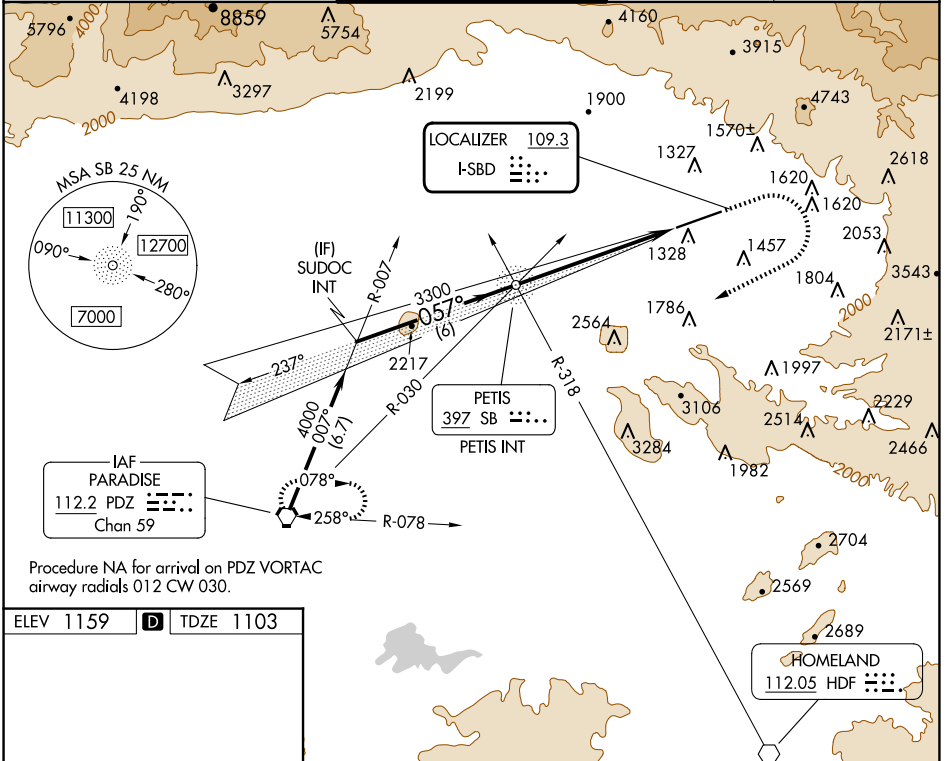 5796
4000
8859
5754
4160
3915
4198
3297
2199
1900
4743
2000
LOCALIZER 109.3
I-SBD
1570±
1327
2618
MSA SB 25 NM
11300
190°
090°
12700
280°
7000
1620
1620
(IF)
SUDOC
INT
R-007
1328
1457
2053
3543
3300
057°
(6)
1804
2000
1786
2564
2171±
237°
2217
R-030
R-318
1997
4000
007°
(6.7)
PETIS
397 SB
PETIS INT
3106
2514
2229
3284
1982
2466
2000
IAF
PARADISE
112.2 PDZ
Chan 59
078°
258°
R-078
2704
Procedure NA for arrival on PDZ VORTAC
airway radials 012 CW 030.
2569
ELEV 1159 D TDZE 1103
2689
HOMELAND
112.05 HDF